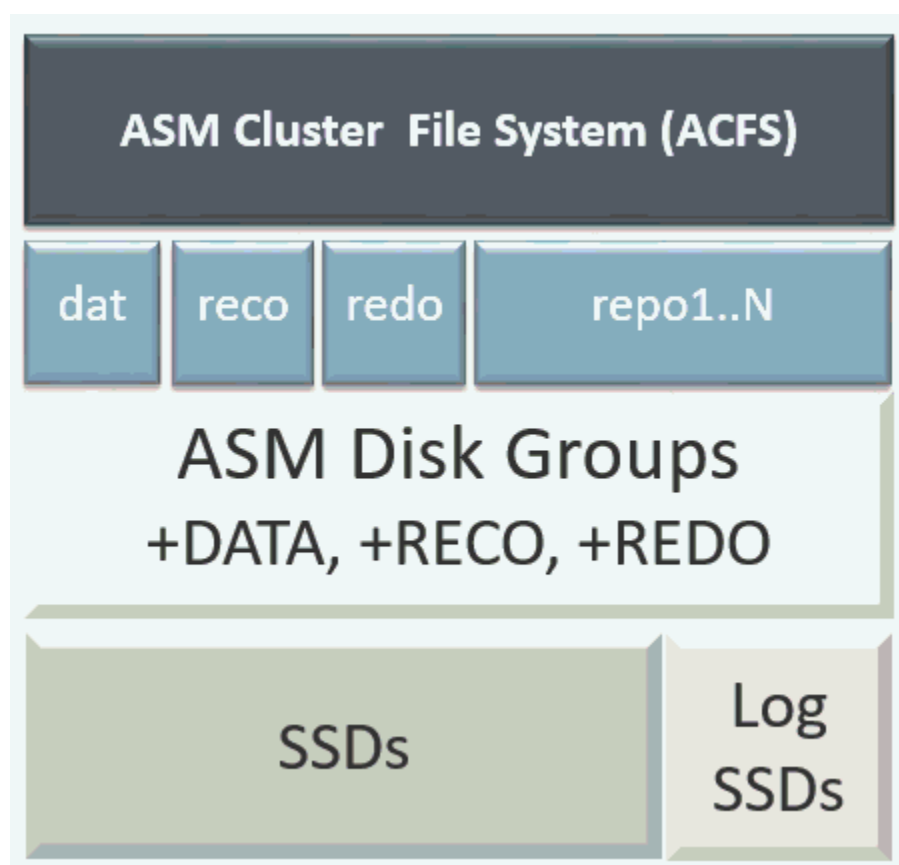 ASM Cluster File System (ACFS)
dat reco redo repo1..N
ASM Disk Groups
+DATA, +RECO, +REDO
SSDs
Log
SSDs